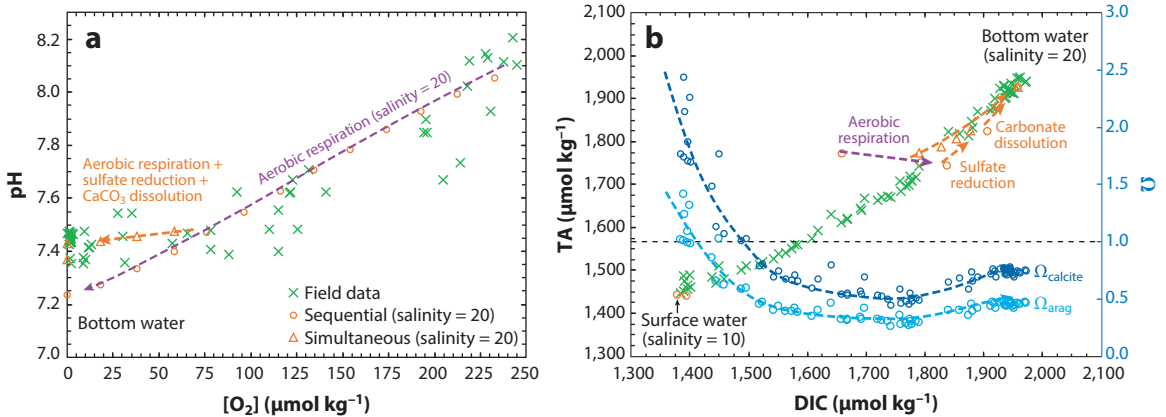 a
8.2
8.0
7.8
7.6
7.4
7.2
7.0
pH
Aerobic respiration (salinity = 20)
Aerobic respiration +
sulfate reduction +
CaCO₃ dissolution
Bottom water
Field data
Sequential (salinity = 20)
Simultaneous (salinity = 20)
0 25 50 75 100 125 150 175 200 225 250
[O₂] (μmol kg⁻¹)
b
2,100
2,000
1,900
1,800
1,700
1,600
1,500
1,400
1,300
TA (μmol kg⁻¹)
Bottom water
(salinity = 20)
Aerobic
respiration
Carbonate
dissolution
Sulfate
reduction
Ωcalcite
Ωarag
Surface water
(salinity = 10)
3.0
2.5
2.0
1.5
1.0
0.5
0.0
Ω
1,300 1,400 1,500 1,600 1,700 1,800 1,900 2,000 2,100
DIC (μmol kg⁻¹)